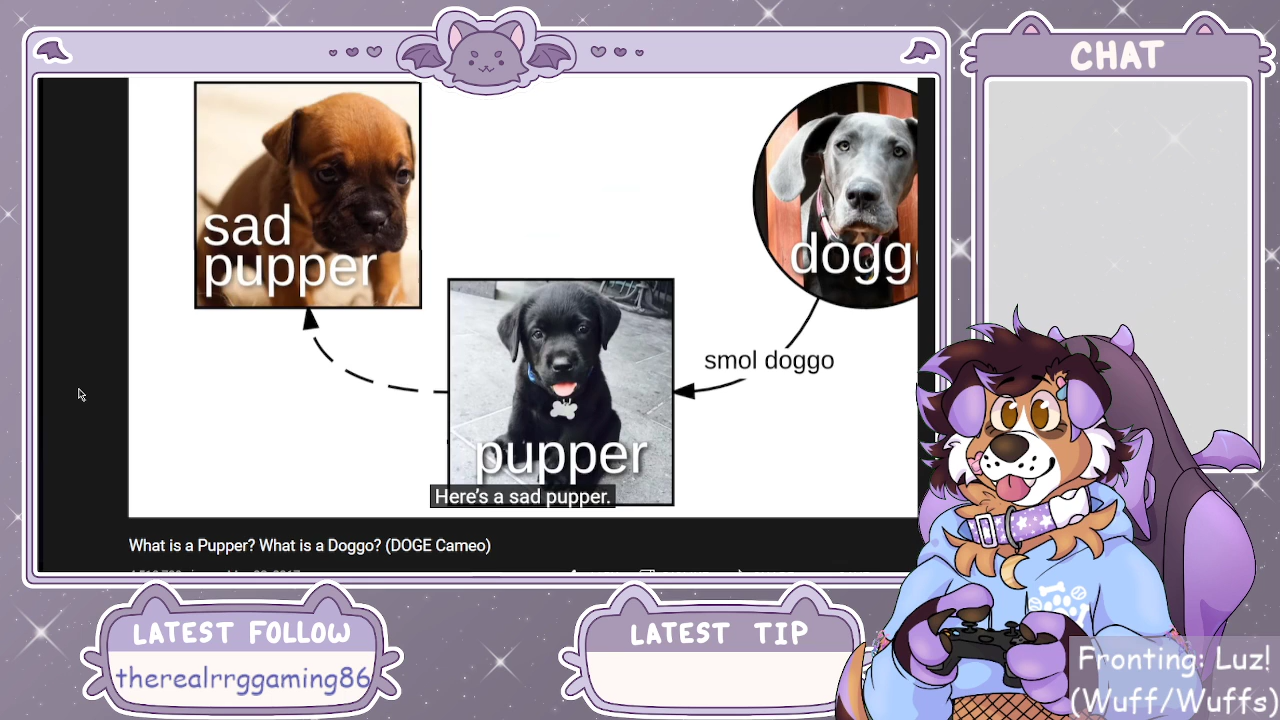 CHAT
sad
pupper
dogg
smol doggo
pupper
Here's a sad pupper.
What is a Pupper? What is a Doggo? (DOGE Cameo)
LATEST FOLLOW
therealrrggaming86
LATEST TIP
Fronting: Luz!
(Wuff/Wuffs)